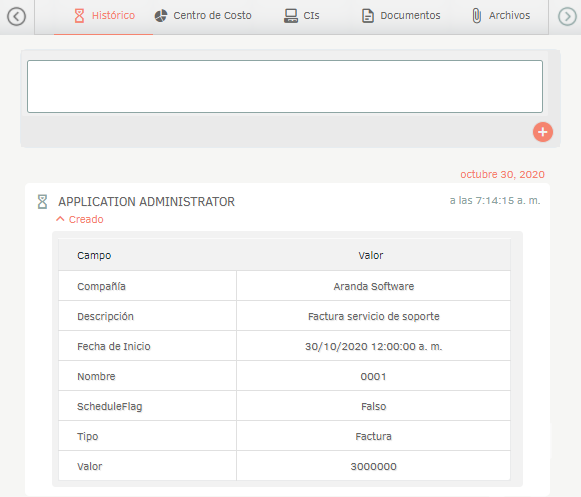 Histórico Centro de Costo CIs Documentos Archivos
octubre 30, 2020
APPLICATION ADMINISTRATOR a las 7:14:15 a. m.
Creado
Campo Valor
Compañía Aranda Software
Descripción Factura servicio de soporte
Fecha de Inicio 30/10/2020 12:00:00 a. m.
Nombre 0001
ScheduleFlag Falso
Tipo Factura
Valor 3000000